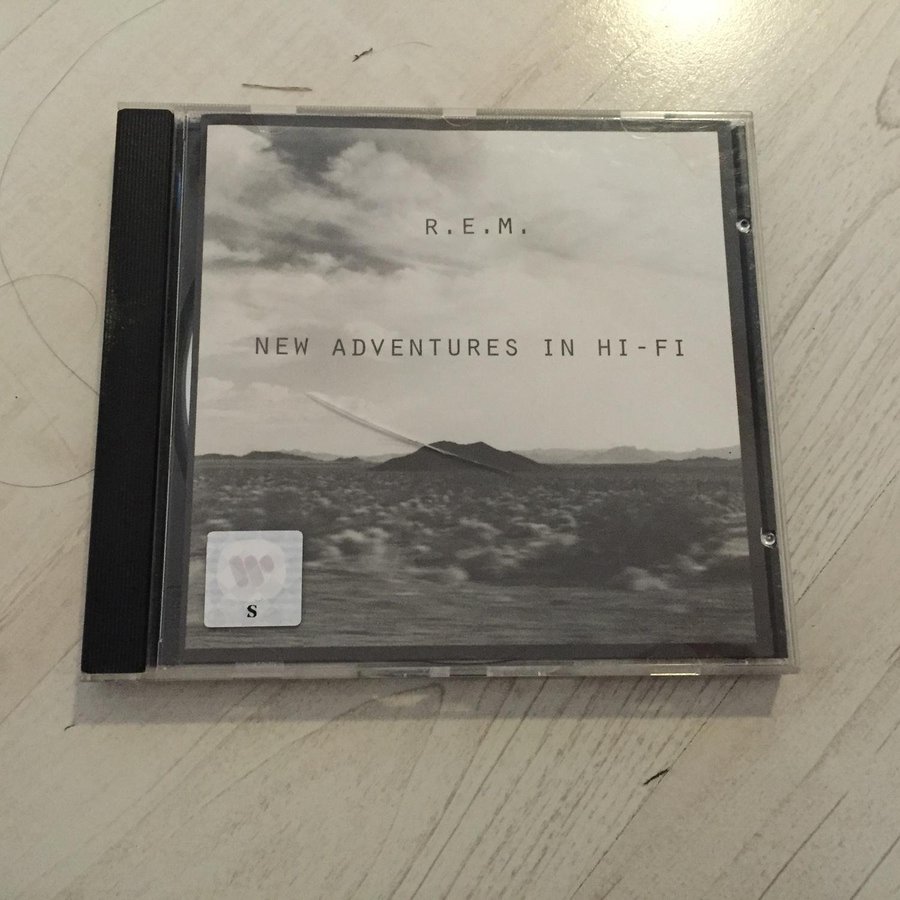 R.E.M.
NEW ADVENTURES IN HI-FI
S